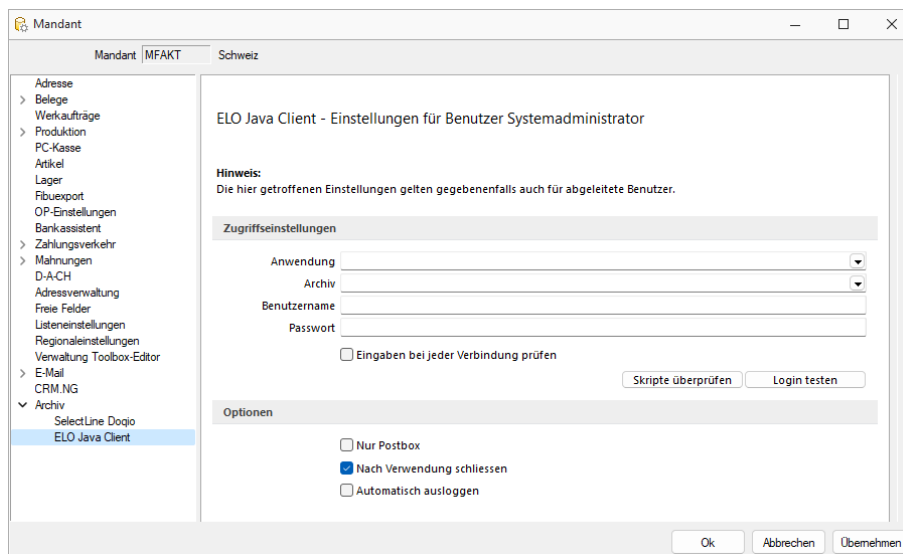 Mandant
Mandant MFAKT Schweiz
Adresse
Belege
Werkaufträge
Produktion
PC-Kasse
Artikel
Lager
Fibuexport
OP-Einstellungen
Bankassistent
Zahlungsverkehr
Mahnungen
D-A-CH
Adressverwaltung
Freie Felder
Listeneinstellungen
Regionaleinstellungen
Verwaltung Toolbox-Editor
E-Mail
CRM.NG
Archiv
SelectLine Doqio
ELO Java Client
ELO Java Client - Einstellungen für Benutzer Systemadministrator
Hinweis:
Die hier getroffenen Einstellungen gelten gegebenenfalls auch für abgeleitete Benutzer.
Zugriffseinstellungen
Anwendung
Archiv
Benutzername
Passwort
Eingaben bei jeder Verbindung prüfen
Skripte überprüfen Login testen
Optionen
Nur Postbox
Nach Verwendung schliessen
Automatisch ausloggen
Ok Abbrechen Übernehmen